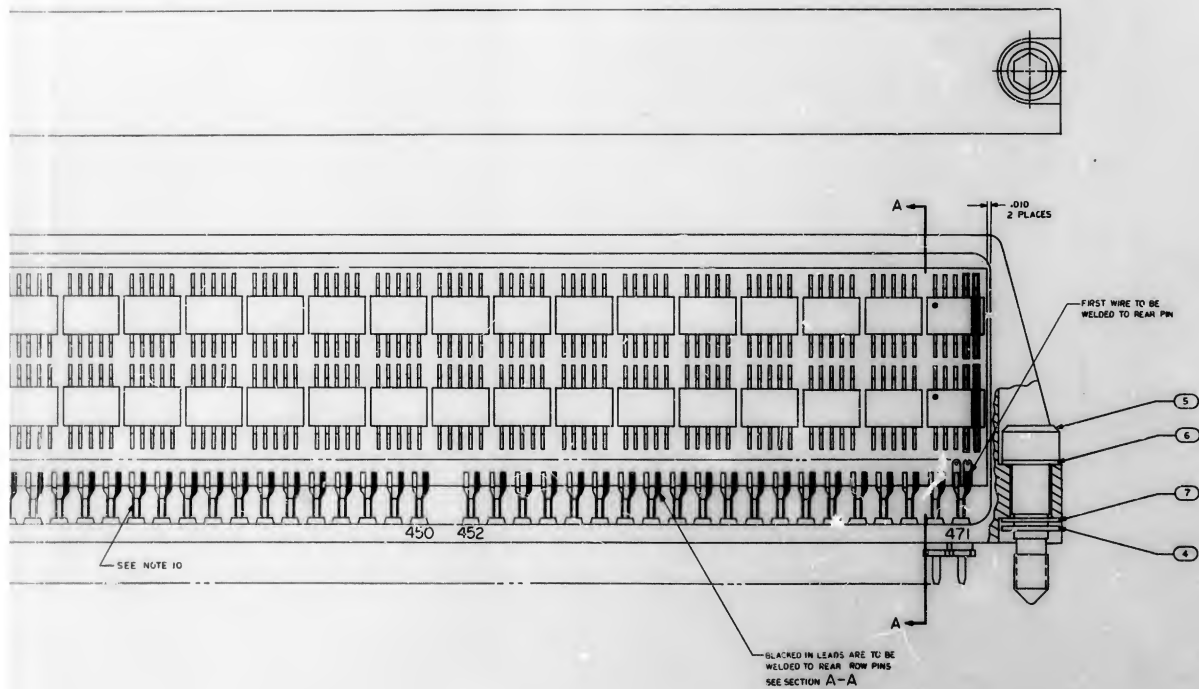 A
.010
2 PLACES
FIRST WIRE TO BE
WELDED TO REAR PIN
5
6
7
4
450 452 471
SEE NOTE 10
A
BLACKED IN LEADS ARE TO BE
WELDED TO REAR ROW PINS
SEE SECTION A-A